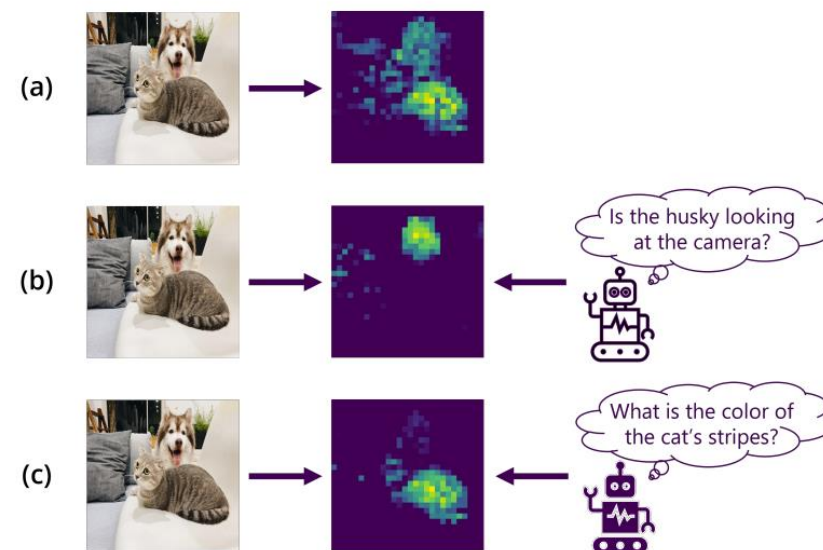 (a)
(b)
Is the husky looking
at the camera?
(c)
What is the color of
the cat's stripes?